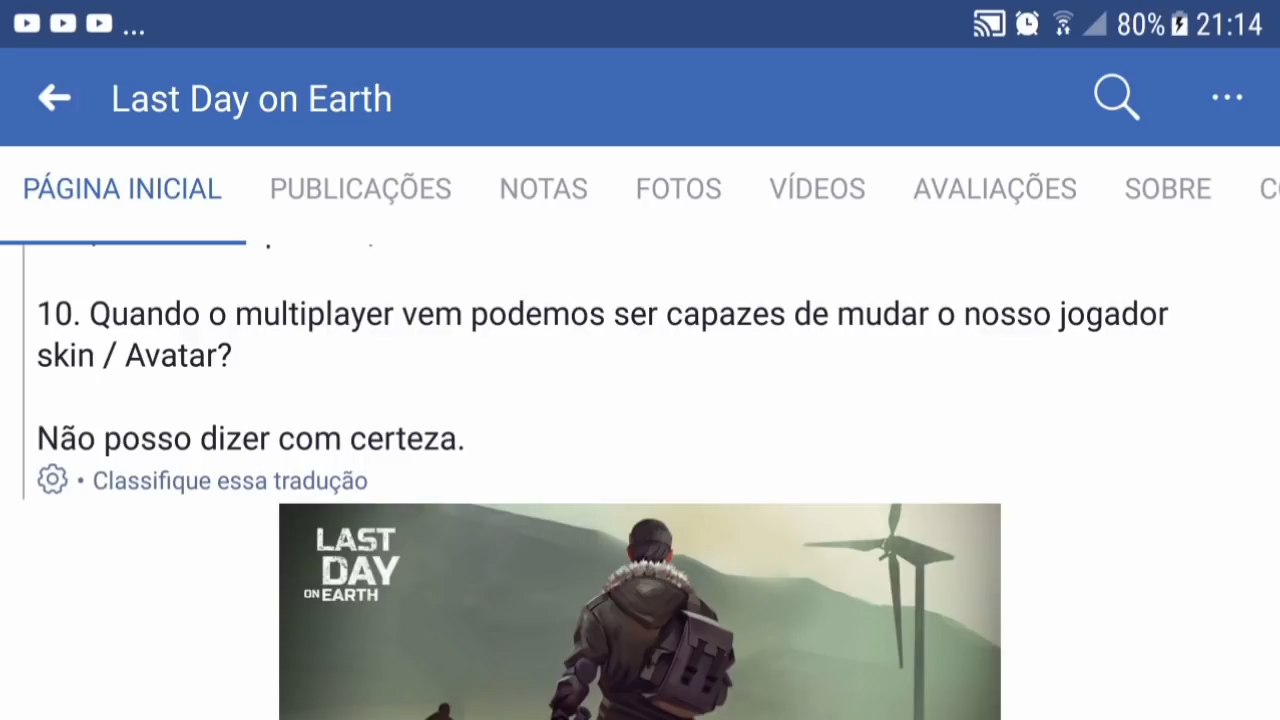 ... 80% 21:14
Last Day on Earth ...
PÁGINA INICIAL PUBLICAÇÕES NOTAS FOTOS VÍDEOS AVALIAÇÕES SOBRE
10. Quando o multiplayer vem podemos ser capazes de mudar o nosso jogador
skin / Avatar?
Não posso dizer com certeza.
• Classifique essa tradução
LAST
DAY
ON EARTH